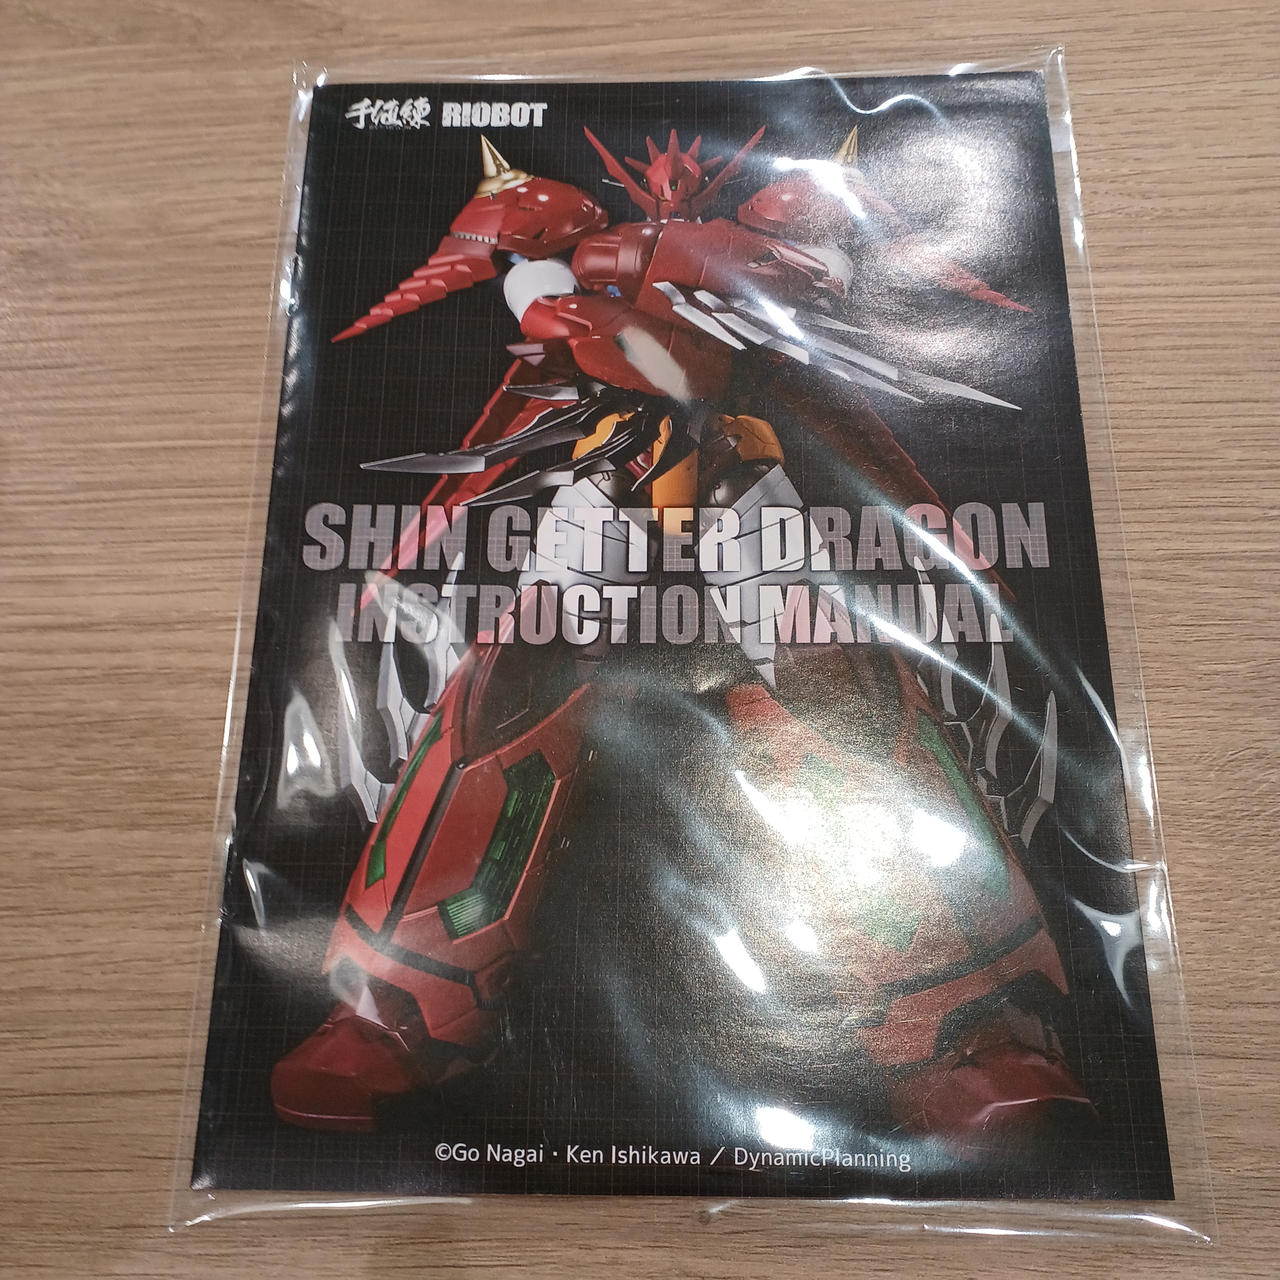 千値練 RIOBOT
SHIN GETTER DRAGON
INSTRUCTION MANUAL
©Go Nagai・Ken Ishikawa / DynamicPlanning